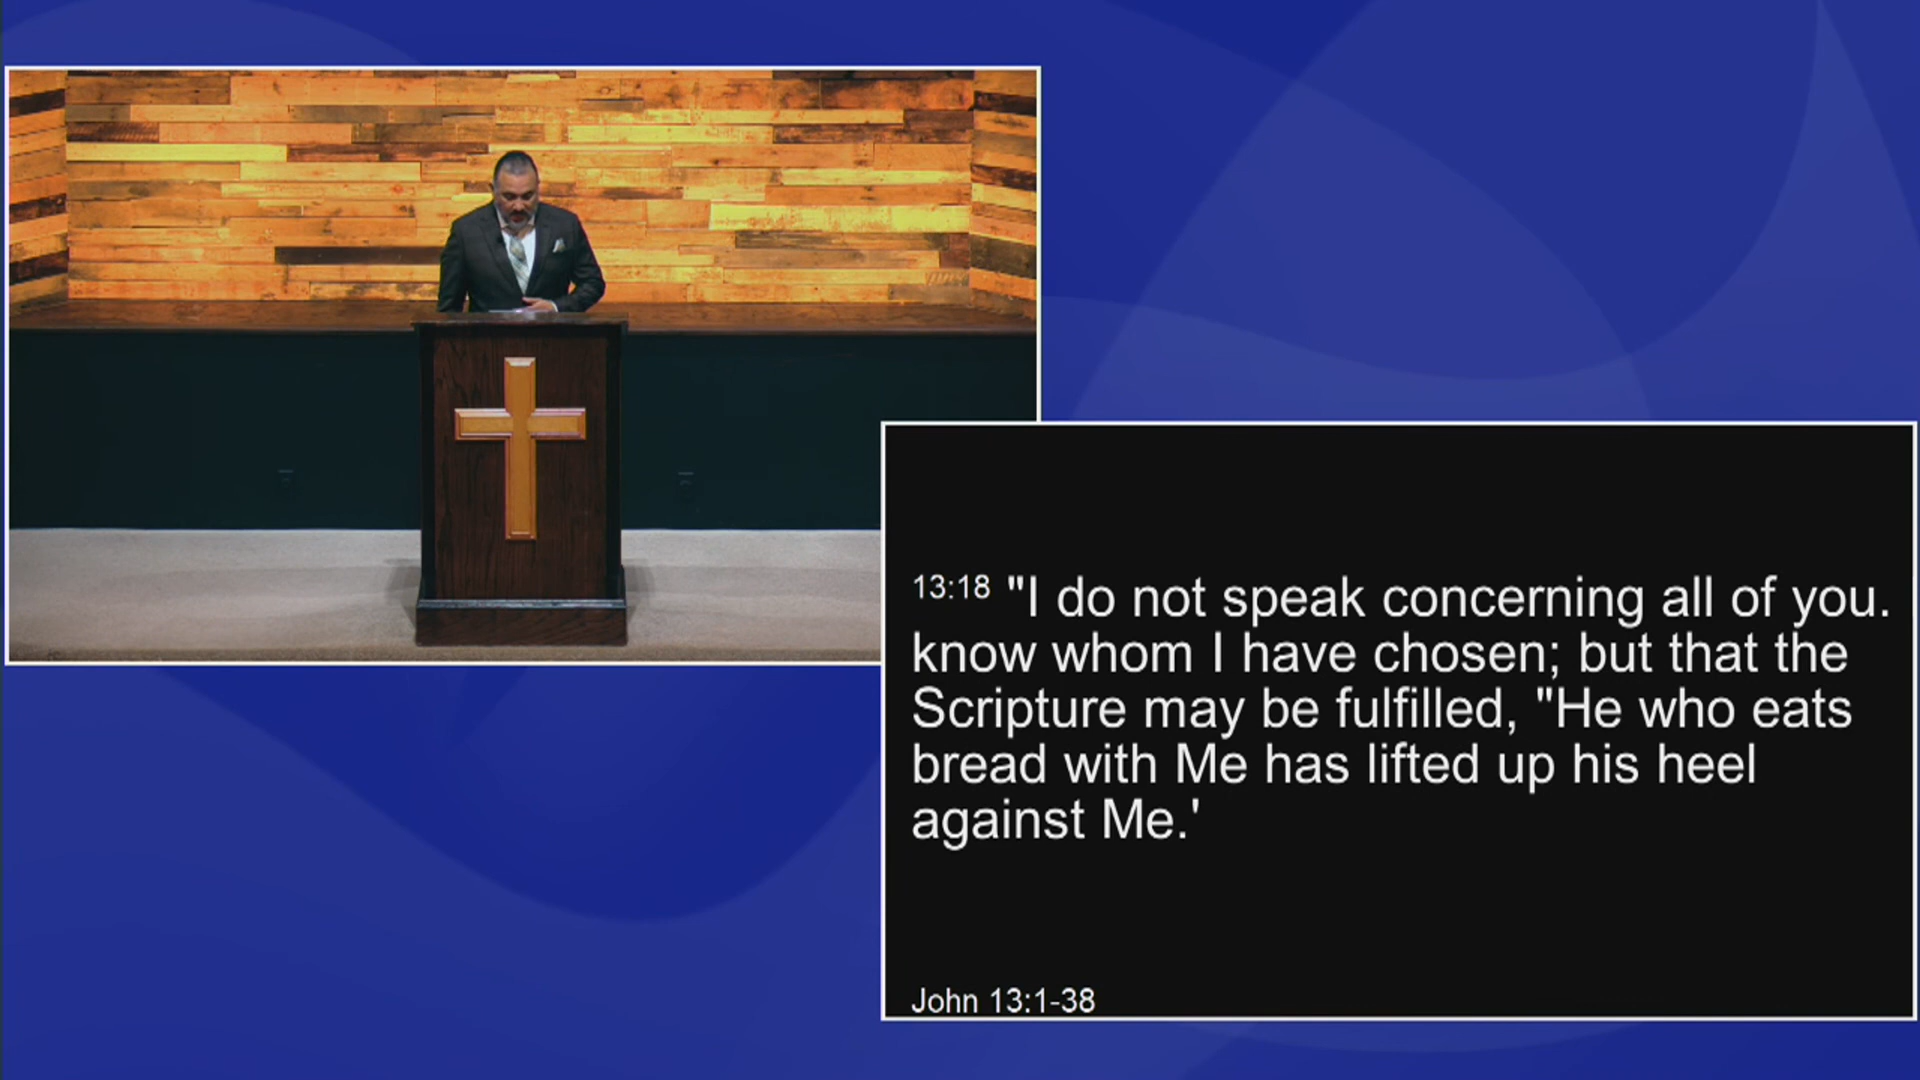 13:18 "I do not speak concerning all of you.
know whom I have chosen; but that the
Scripture may be fulfilled, "He who eats
bread with Me has lifted up his heel
against Me.'
John 13:1-38